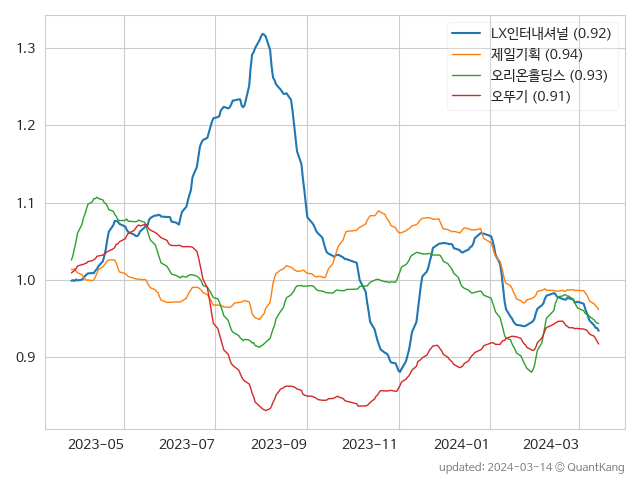 LX인터내셔널 (0.92)
제일기획 (0.94)
오리온홀딩스 (0.93)
오뚜기 (0.91)
1.3
1.2
1.1
1.0
0.9
2023-05 2023-07 2023-09 2023-11 2024-01 2024-03
updated: 2024-03-14 © QuantKang